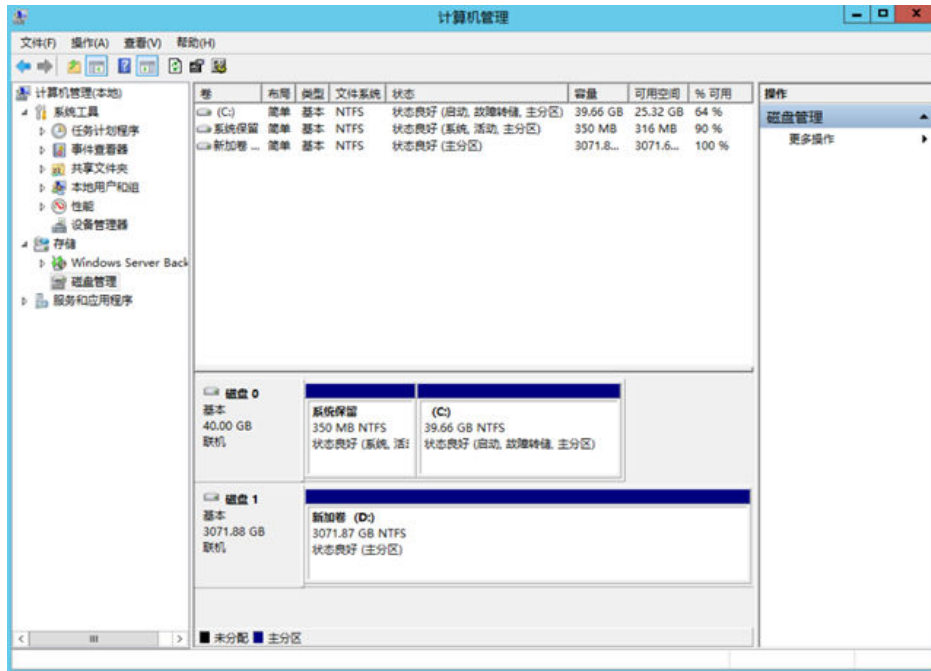 计算机管理
文件(F) 操作(A) 查看(V) 帮助(H)
计算机管理(本地)
系统工具
任务计划程序
事件查看器
共享文件夹
本地用户和组
性能
设备管理器
存储
Windows Server Back
磁盘管理
服务和应用程序
卷 布局 类型 文件系统 状态 容量 可用空间 % 可用
(C:) 简单 基本 NTFS 状态良好 (启动, 故障转储, 主分区) 39.66 GB 25.32 GB 64 %
系统保留 简单 基本 NTFS 状态良好 (系统, 活动, 主分区) 350 MB 316 MB 90 %
新加卷 ... 简单 基本 NTFS 状态良好 (主分区) 3071.8... 3071.6... 100 %
磁盘 0
基本
40.00 GB
联机
系统保留
350 MB NTFS
状态良好 (系统, 活
(C:)
39.66 GB NTFS
状态良好 (启动, 故障转储, 主分区)
磁盘 1
基本
3071.88 GB
联机
新加卷 (D:)
3071.87 GB NTFS
状态良好 (主分区)
未分配 主分区
操作
磁盘管理
更多操作